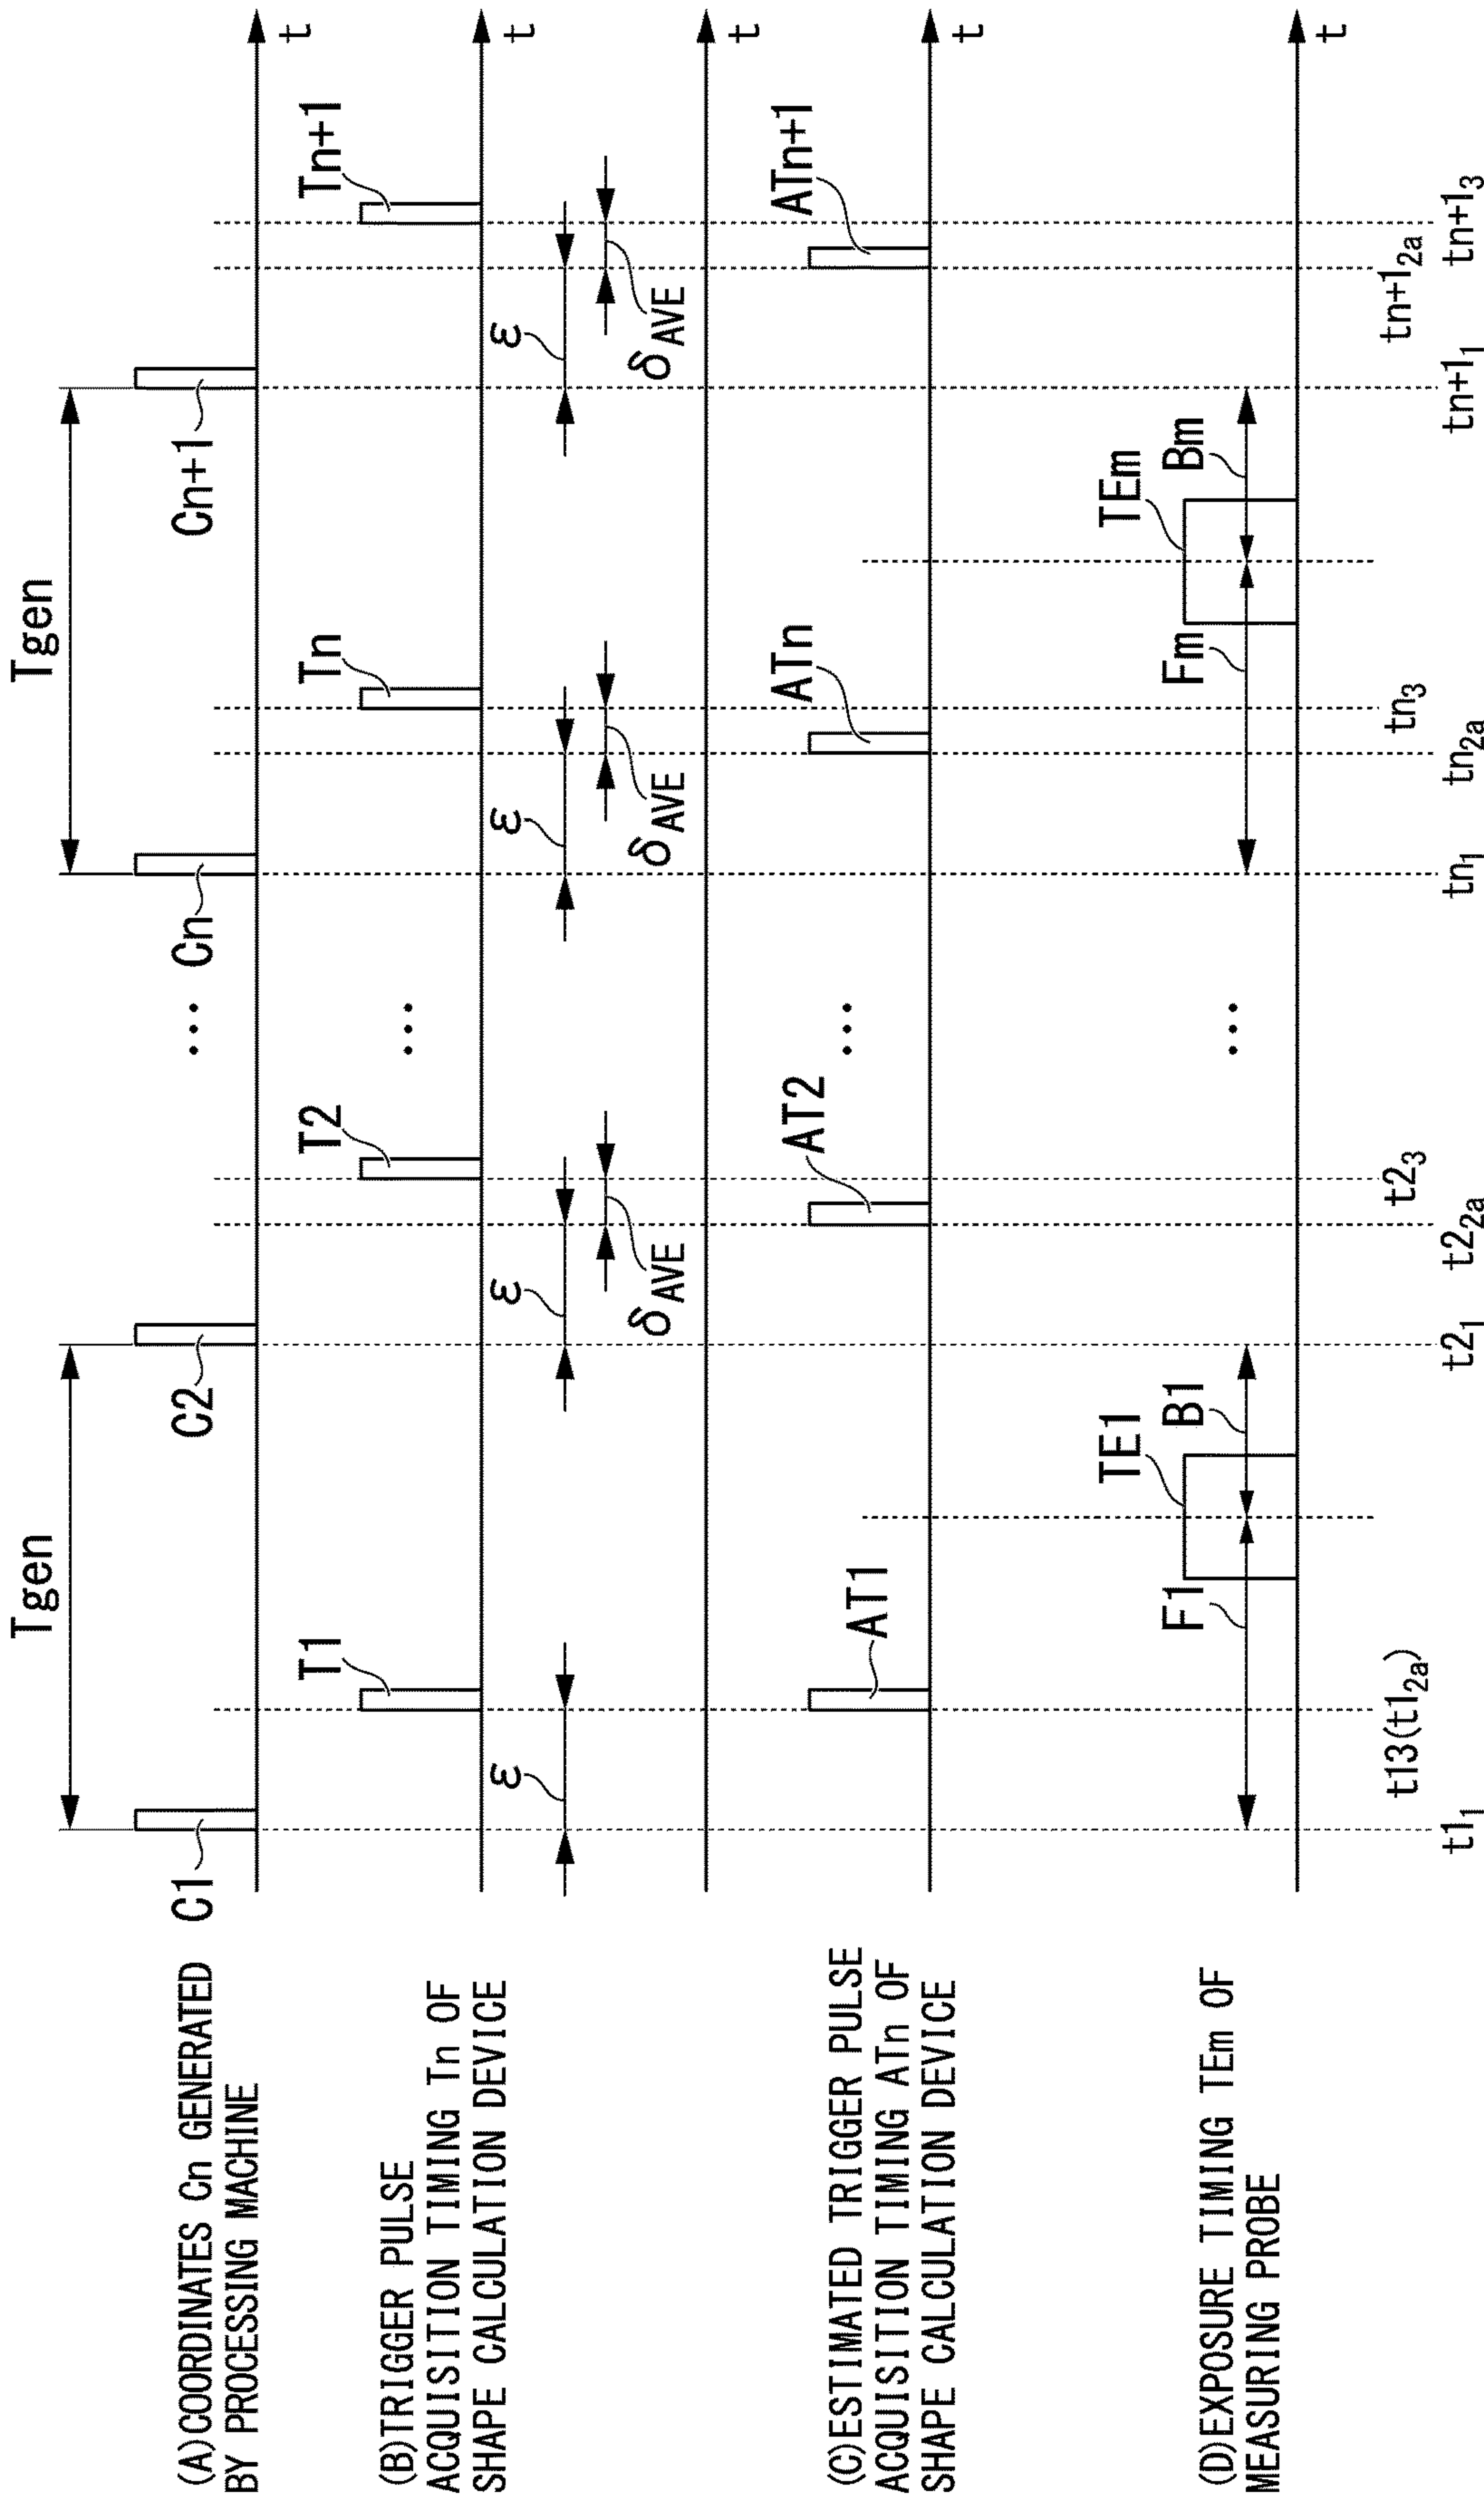 Tgen
Tgen
(A)COORDINATES Cn GENERATED
BY PROCESSING MACHINE
C1
C2
...
Cn
Cn+1
t
(B)TRIGGER PULSE
ACQUISITION TIMING Tn OF
SHAPE CALCULATION DEVICE
T1
T2
...
Tn
Tn+1
t
ε
ε
ε
ε
δAVE
δAVE
δAVE
t
(C)ESTIMATED TRIGGER PULSE
ACQUISITION TIMING ATn OF
SHAPE CALCULATION DEVICE
AT1
AT2
...
ATn
ATn+1
t
(D)EXPOSURE TIMING TEm OF
MEASURING PROBE
TE1
F1
B1
...
TEm
Fm
Bm
t
t1₁
t13(t1₂ₐ)
t2₁
t2₂ₐ
t2₃
tn₁
tn₂ₐ
tn₃
tn+1₁
tn+1₂ₐ
tn+1₃